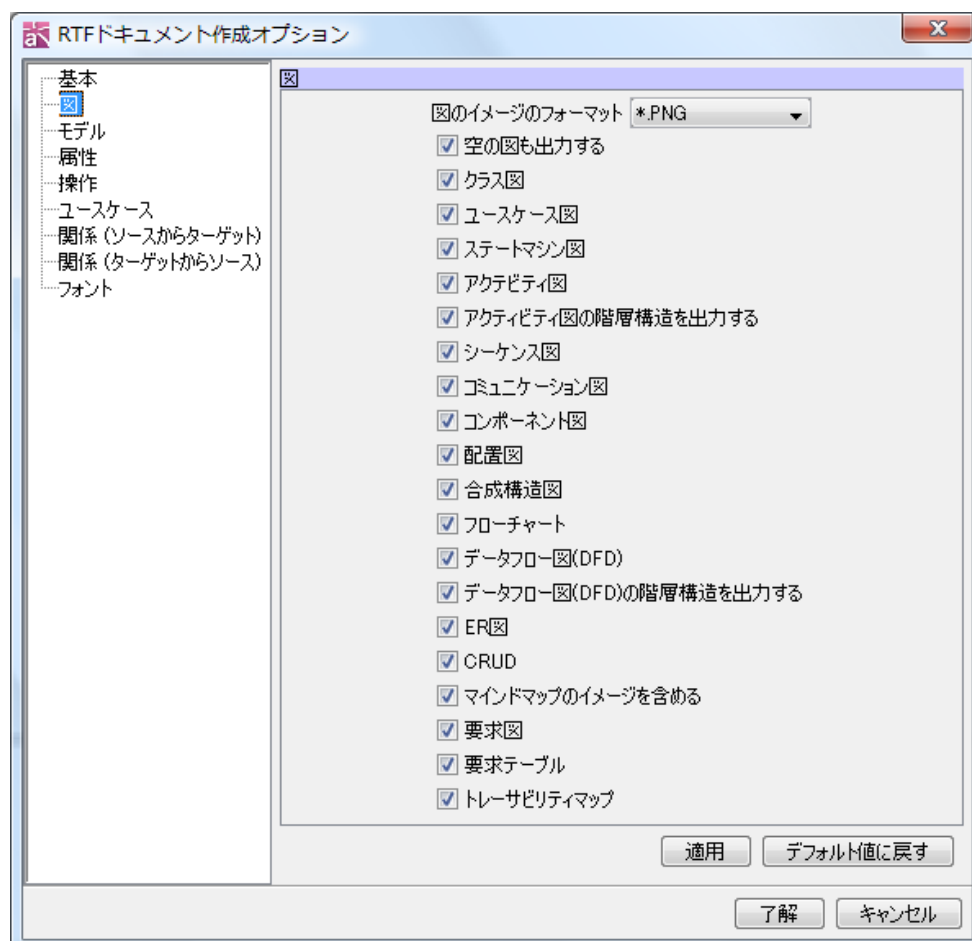 RTFドキュメント作成オプション
基本
図
モデル
属性
操作
ユースケース
関係 (ソースからターゲット)
関係 (ターゲットからソース)
フォント
図
図のイメージのフォーマット *.PNG
空の図も出力する
クラス図
ユースケース図
ステートマシン図
アクテビティ図
アクティビティ図の階層構造を出力する
シーケンス図
コミュニケーション図
コンポーネント図
配置図
合成構造図
フローチャート
データフロー図(DFD)
データフロー図(DFD)の階層構造を出力する
ER図
CRUD
マインドマップのイメージを含める
要求図
要求テーブル
トレーサビリティマップ
適用 デフォルト値に戻す
了解 キャンセル